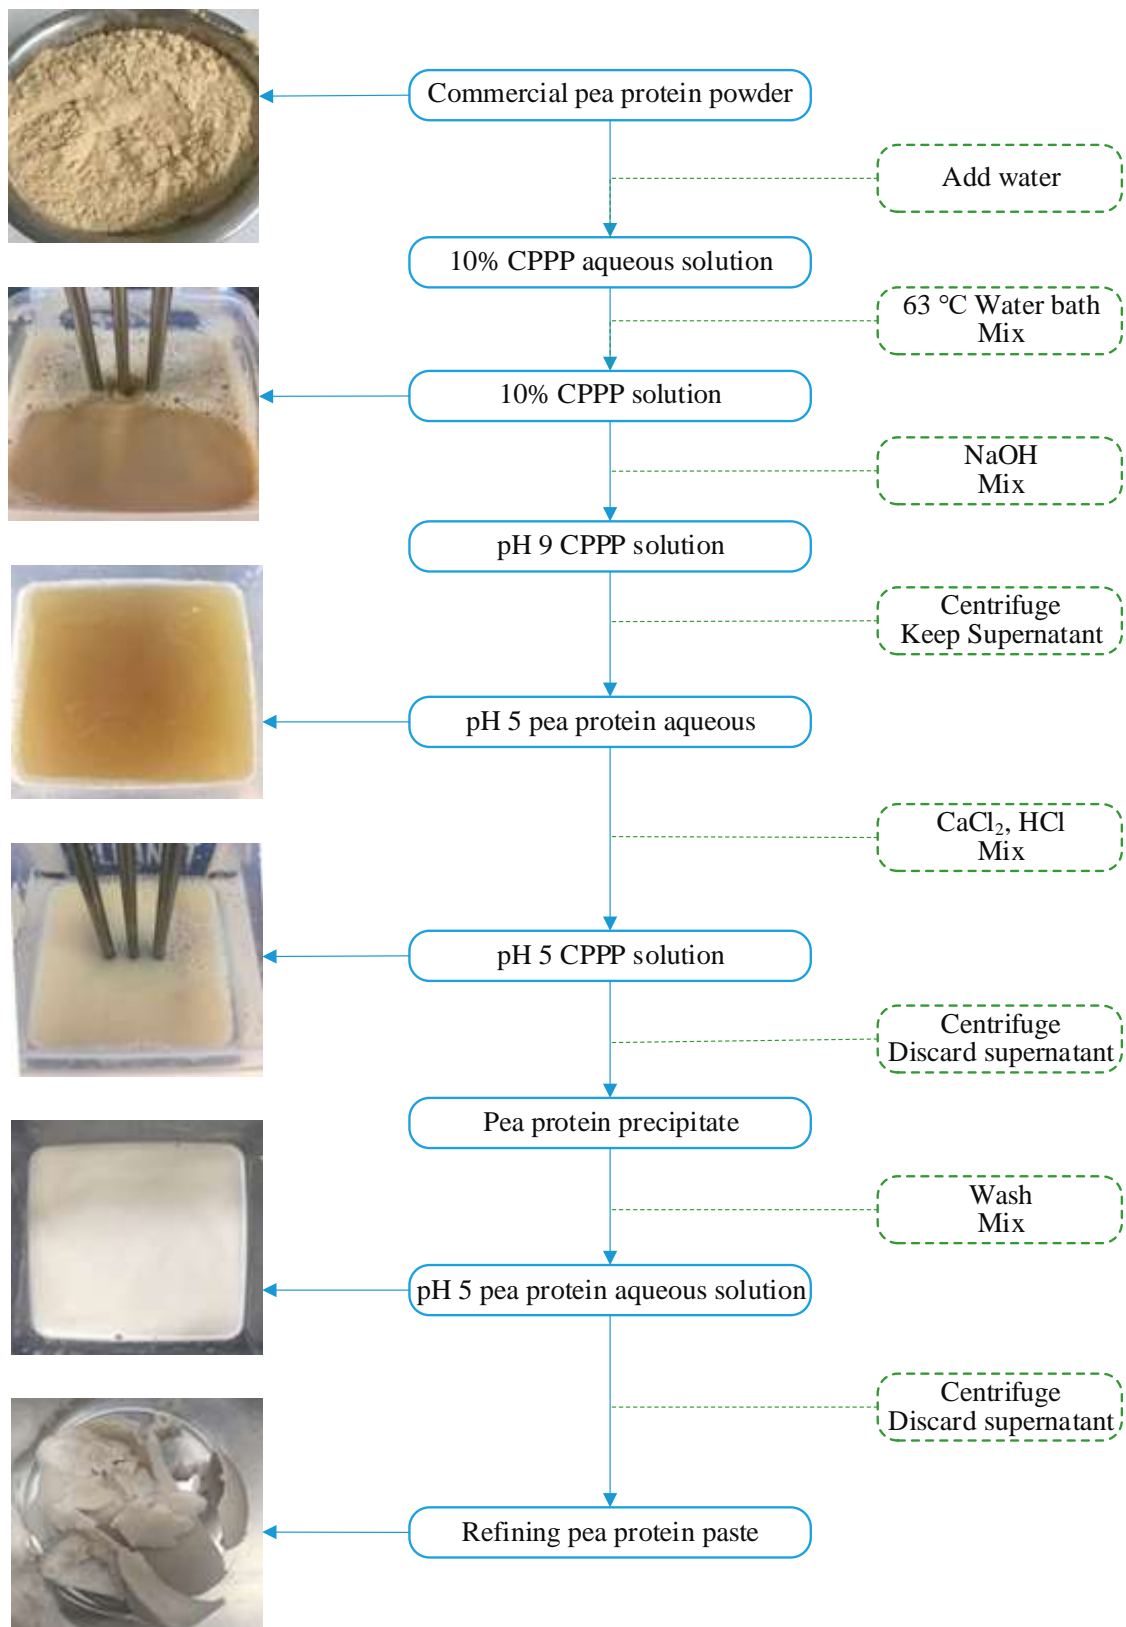 Commercial pea protein powder
Add water
10% CPPP aqueous solution
63 °C Water bath
Mix
10% CPPP solution
NaOH
Mix
pH 9 CPPP solution
Centrifuge
Keep Supernatant
pH 5 pea protein aqueous
CaCl₂, HCl
Mix
pH 5 CPPP solution
Centrifuge
Discard supernatant
Pea protein precipitate
Wash
Mix
pH 5 pea protein aqueous solution
Centrifuge
Discard supernatant
Refining pea protein paste